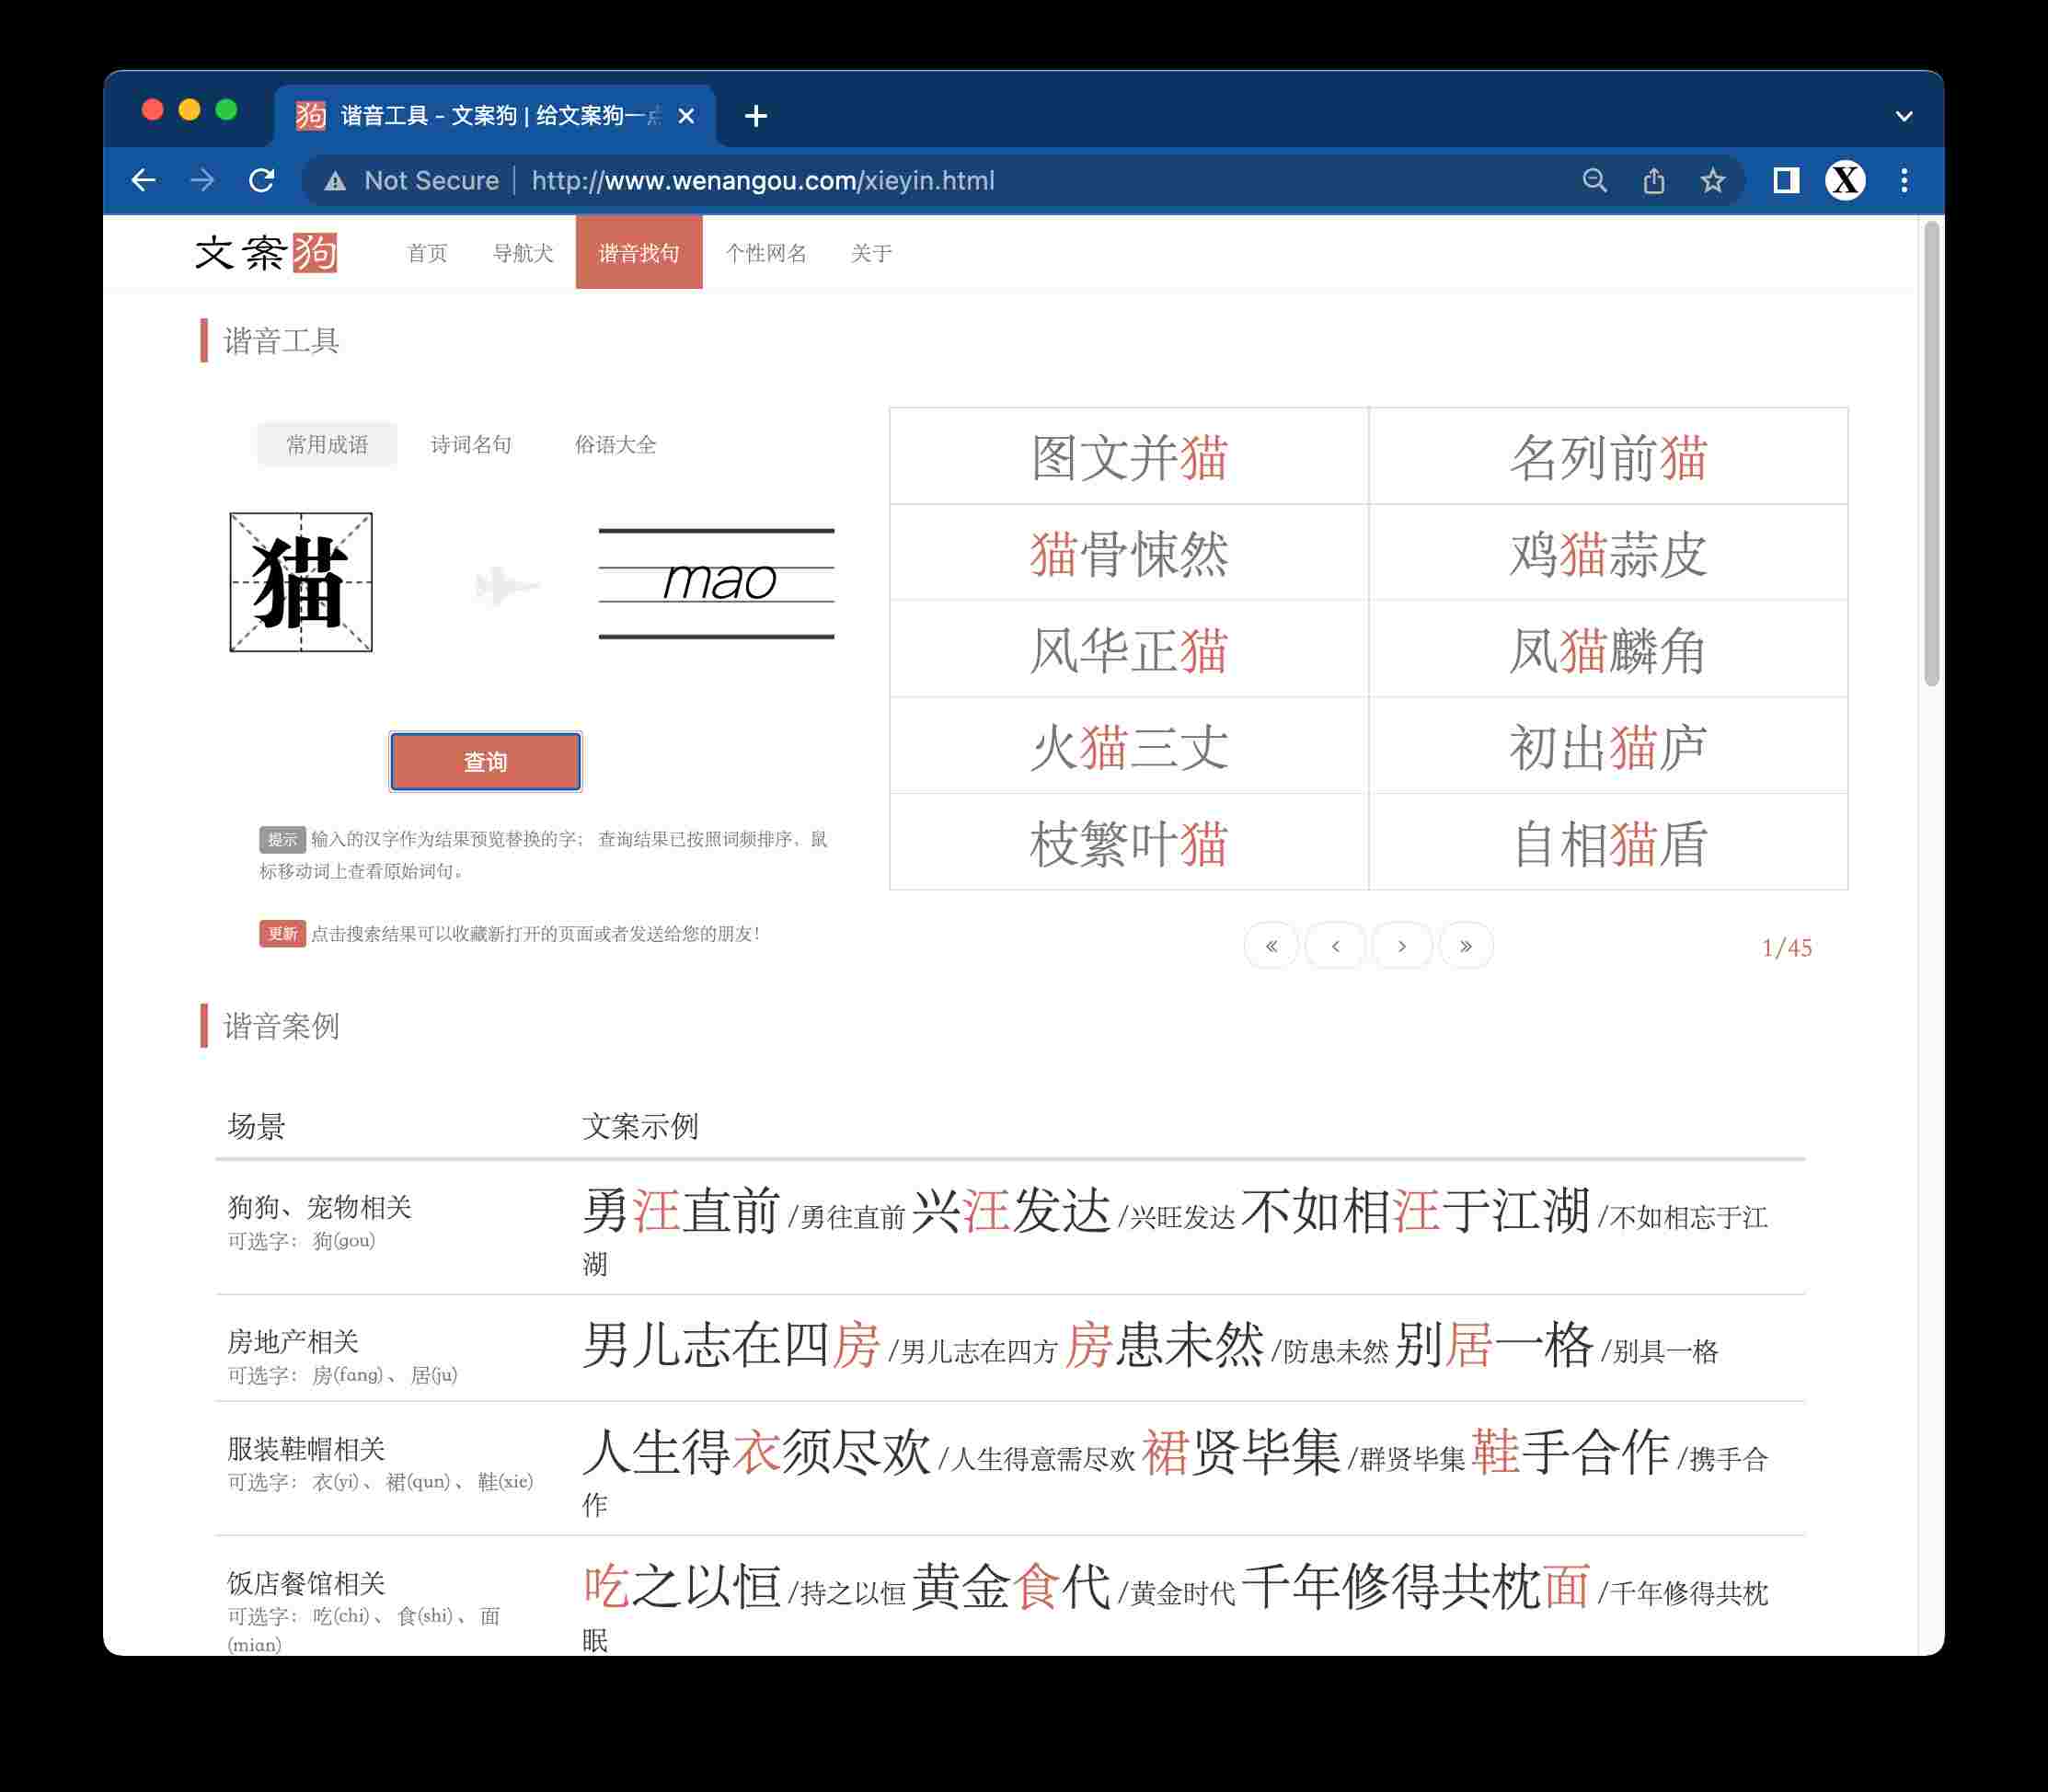 谐音工具 - 文案狗 | 给文案狗一点
Not Secure | http://www.wenangou.com/xieyin.html
文案狗 首页 导航犬 谐音找句 个性网名 关于
谐音工具
常用成语 诗词名句 俗语大全
猫 mao
查询
提示 输入的汉字作为结果预览替换的字； 查询结果已按照词频排序、鼠
标移动词上查看原始词句。
更新 点击搜索结果可以收藏新打开的页面或者发送给您的朋友！
图文并猫 名列前猫
猫骨悚然 鸡猫蒜皮
风华正猫 凤猫麟角
火猫三丈 初出猫庐
枝繁叶猫 自相猫盾
« ‹ › » 1/45
谐音案例
场景 文案示例
狗狗、宠物相关
可选字： 狗(gou)
勇汪直前 /勇往直前 兴汪发达 /兴旺发达 不如相汪于江湖 /不如相忘于江
湖
房地产相关
可选字： 房(fang) 、 居(ju)
男儿志在四房 /男儿志在四方 房患未然 /防患未然 别居一格 /别具一格
服装鞋帽相关
可选字： 衣(yi) 、 裙(qun) 、 鞋(xie)
人生得衣须尽欢 /人生得意需尽欢 裙贤毕集 /群贤毕集 鞋手合作 /携手合
作
饭店餐馆相关
可选字： 吃(chi) 、 食(shi) 、 面
(mian)
吃之以恒 /持之以恒 黄金食代 /黄金时代 千年修得共枕面 /千年修得共枕
眠